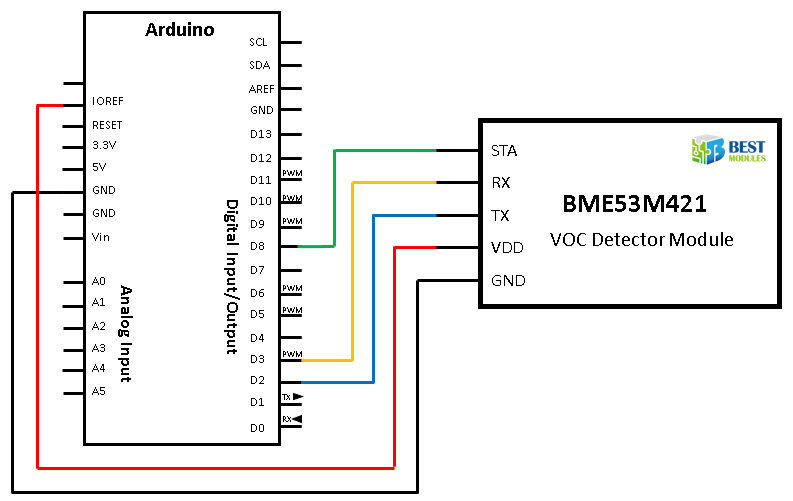 Arduino
SCL
SDA
AREF
GND
D13
D12
D11 PWM
D10 PWM
D9 PWM
D8
D7
D6 PWM
D5 PWM
D4
D3 PWM
D2
D1 TX
D0 RX
Digital Input/Output
IOREF
RESET
3.3V
5V
GND
GND
Vin
A0
A1
A2
A3
A4
A5
Analog Input
STA
RX
TX
VDD
GND
BEST
MODULES
BME53M421
VOC Detector Module